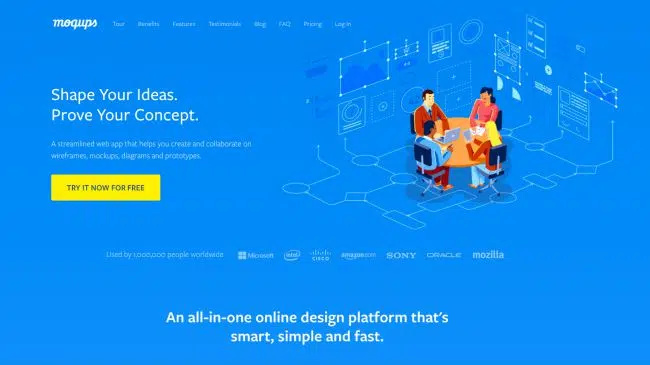 moqups Tour Benefits Features Testimonials Blog FAQ Pricing Log In
Shape Your Ideas.
Prove Your Concept.
A streamlined web app that helps you create and collaborate on
wireframes, mockups, diagrams and prototypes.
TRY IT NOW FOR FREE
Used by 1,000,000 people worldwide Microsoft intel CISCO amazon.com SONY ORACLE mozilla
An all-in-one online design platform that's
smart, simple and fast.